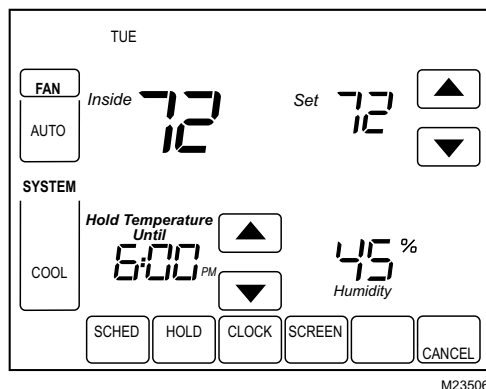 TUE
FAN
AUTO
Inside 72
Set 72
SYSTEM
COOL
Hold Temperature
Until
6:00 PM
45 %
Humidity
SCHED HOLD CLOCK SCREEN CANCEL
M23506